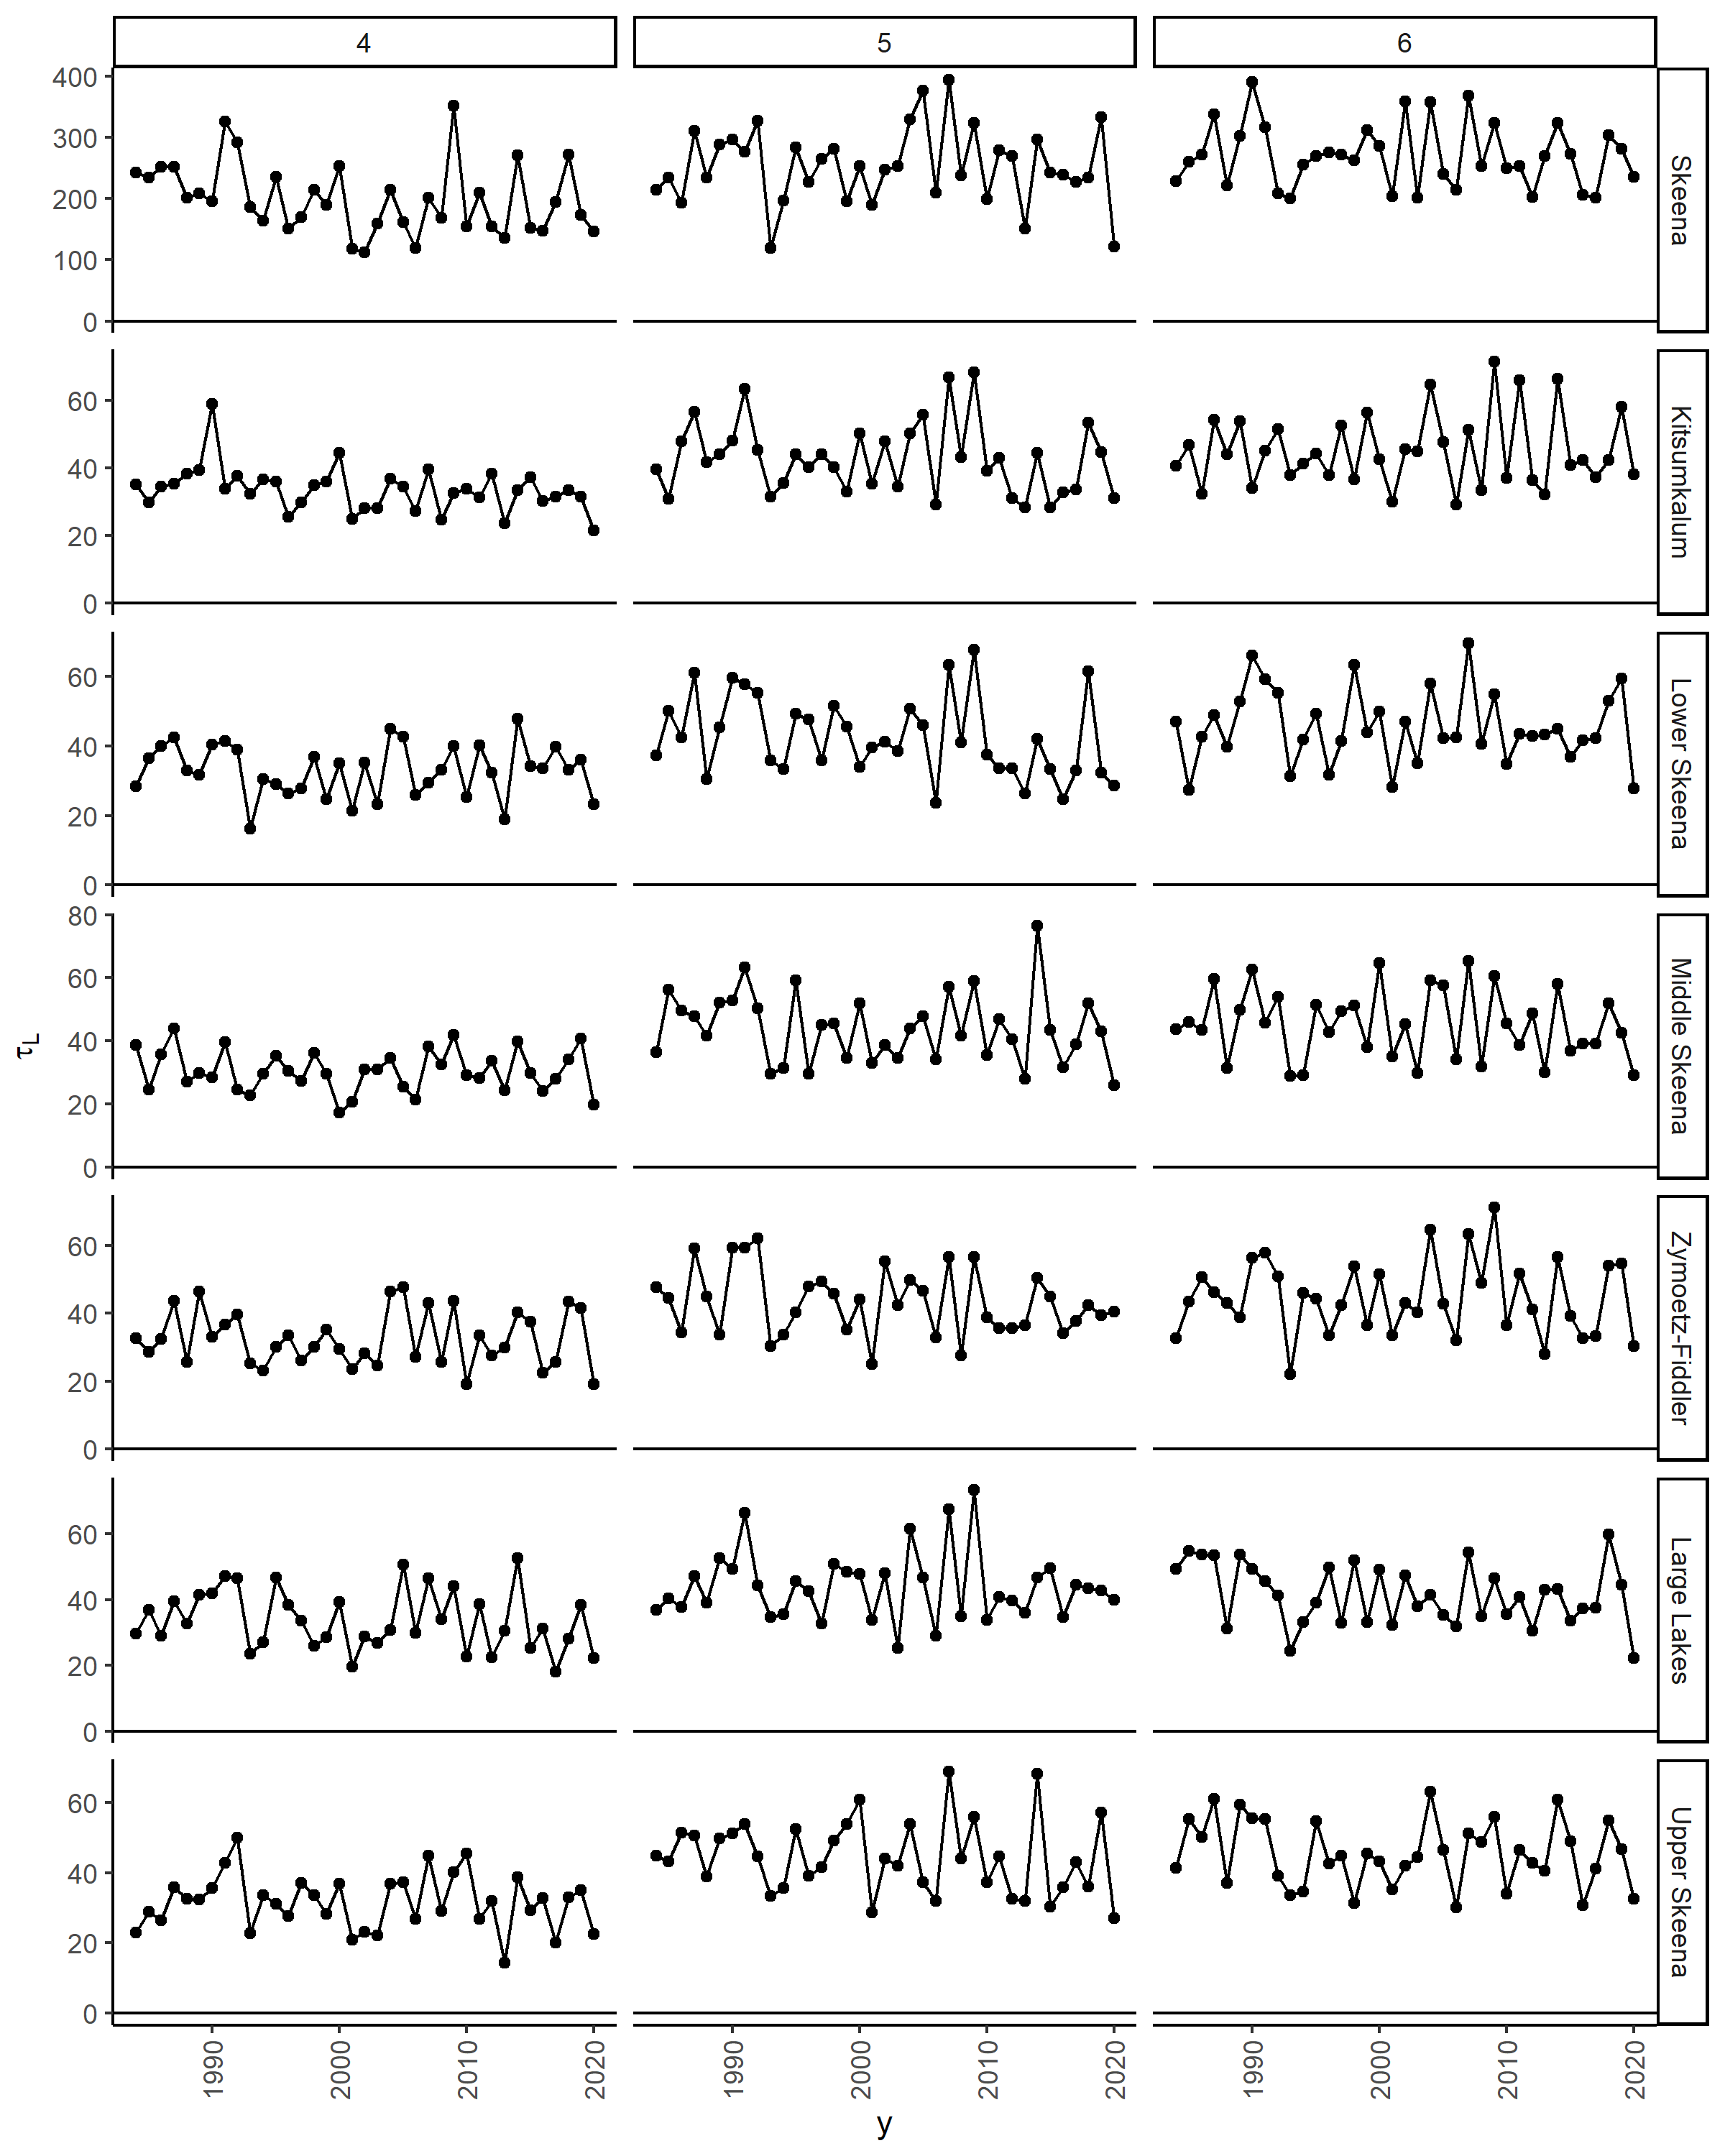 4 5 6
400
300
200
100
0
Skeena
60
40
20
0
Kitsumkalum
60
40
20
0
Lower Skeena
80
60
40
20
0
Middle Skeena
60
40
20
0
Zymoetz-Fiddler
60
40
20
0
Large Lakes
60
40
20
0
Upper Skeena
τL
1990 2000 2010 2020 1990 2000 2010 2020 1990 2000 2010 2020
y